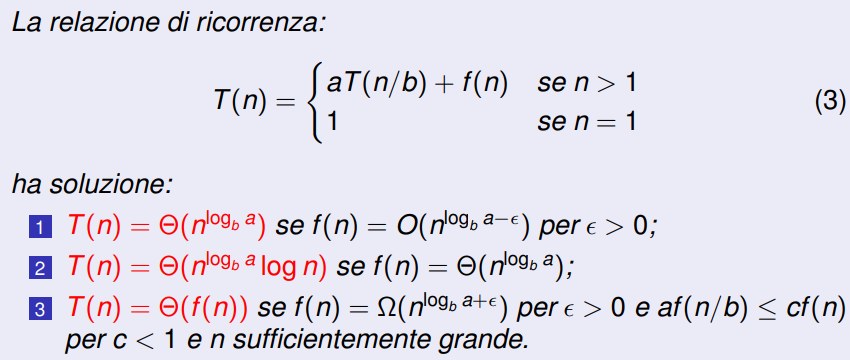 La relazione di ricorrenza:
T(n) = { aT(n/b) + f(n) se n > 1
1 se n = 1
(3)
ha soluzione:
1 T(n) = Θ(n^{log_b a}) se f(n) = O(n^{log_b a−ϵ}) per ϵ > 0;
2 T(n) = Θ(n^{log_b a} log n) se f(n) = Θ(n^{log_b a});
3 T(n) = Θ(f(n)) se f(n) = Ω(n^{log_b a+ϵ}) per ϵ > 0 e af(n/b) ≤ cf(n)
per c < 1 e n sufficientemente grande.